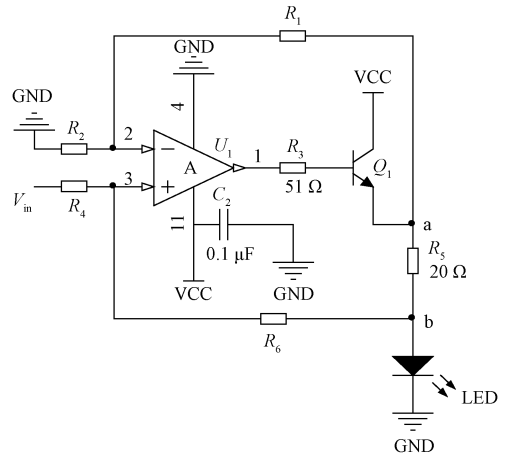 R1
GND
VCC
GND
4
R2
2
U1
1
R3
A
Q1
3
51 Ω
Vin
R4
C2
11
a
R5
0.1 μF
20 Ω
VCC
GND
b
R6
LED
GND